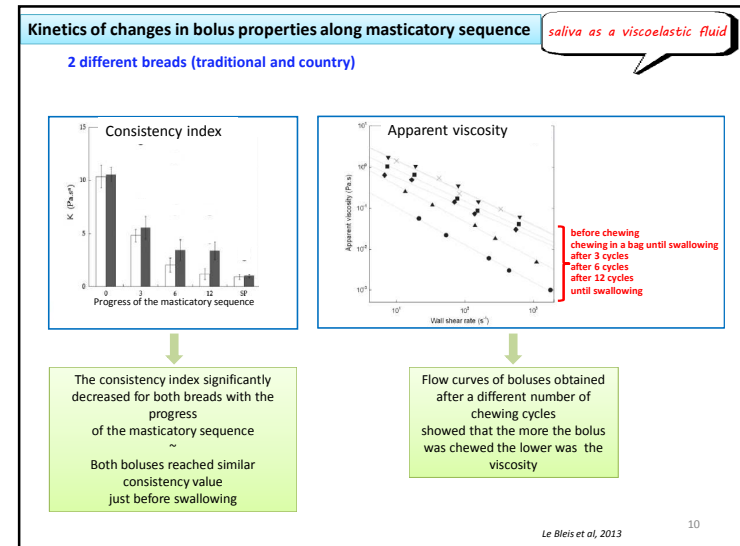 Kinetics of changes in bolus properties along masticatory sequence
saliva as a viscoelastic fluid
2 different breads (traditional and country)
Consistency index
15
10
5
0
K (Pa.sⁿ)
0 3 6 12 SP
Progress of the masticatory sequence
Apparent viscosity
Apparent viscosity (Pa.s)
Wall shear rate (s⁻¹)
before chewing
chewing in a bag until swallowing
after 3 cycles
after 6 cycles
after 12 cycles
until swallowing
The consistency index significantly
decreased for both breads with the
progress
of the masticatory sequence
~
Both boluses reached similar
consistency value
just before swallowing
Flow curves of boluses obtained
after a different number of
chewing cycles
showed that the more the bolus
was chewed the lower was the
viscosity
Le Bleis et al, 2013
10